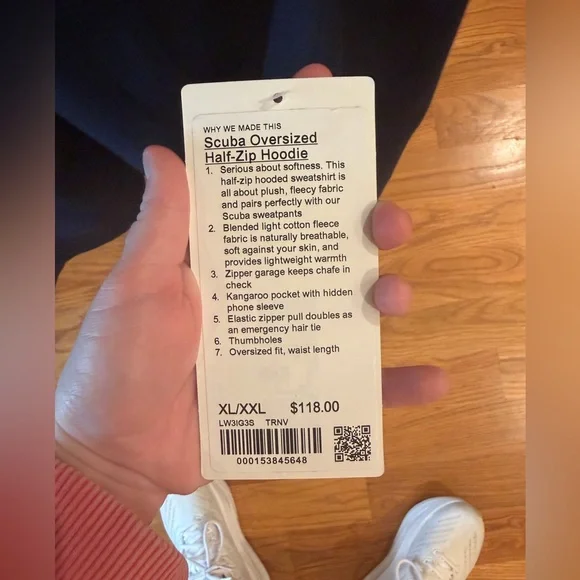 WHY WE MADE THIS
Scuba Oversized
Half-Zip Hoodie
1. Serious about softness. This
half-zip hooded sweatshirt is
all about plush, fleecy fabric
and pairs perfectly with our
Scuba sweatpants
2. Blended light cotton fleece
fabric is naturally breathable,
soft against your skin, and
provides lightweight warmth
3. Zipper garage keeps chafe in
check
4. Kangaroo pocket with hidden
phone sleeve
5. Elastic zipper pull doubles as
an emergency hair tie
6. Thumbholes
7. Oversized fit, waist length
XL/XXL $118.00
LW3IG3S TRNV
000153845648